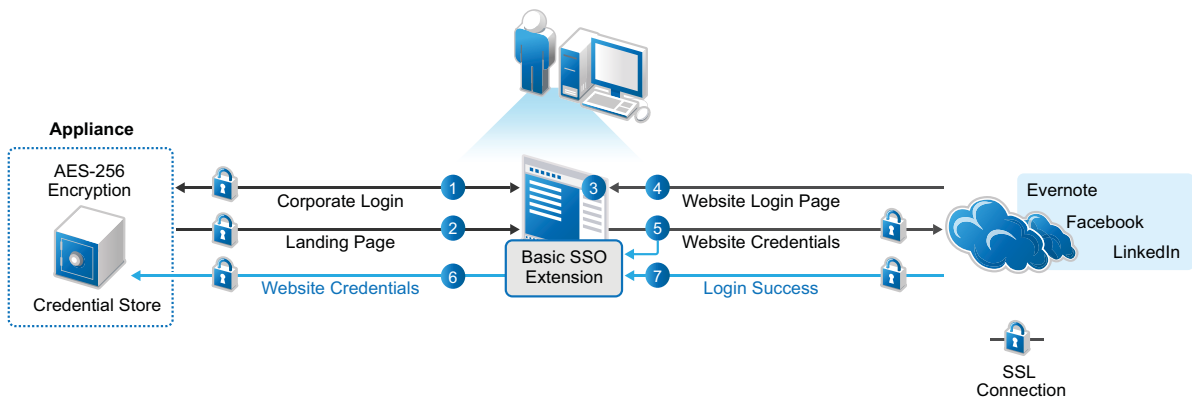 Appliance
AES-256
Encryption
Credential Store
1
Corporate Login
2
Landing Page
6
Website Credentials
3
Basic SSO
Extension
4
Website Login Page
5
Website Credentials
7
Login Success
Evernote
Facebook
LinkedIn
SSL
Connection